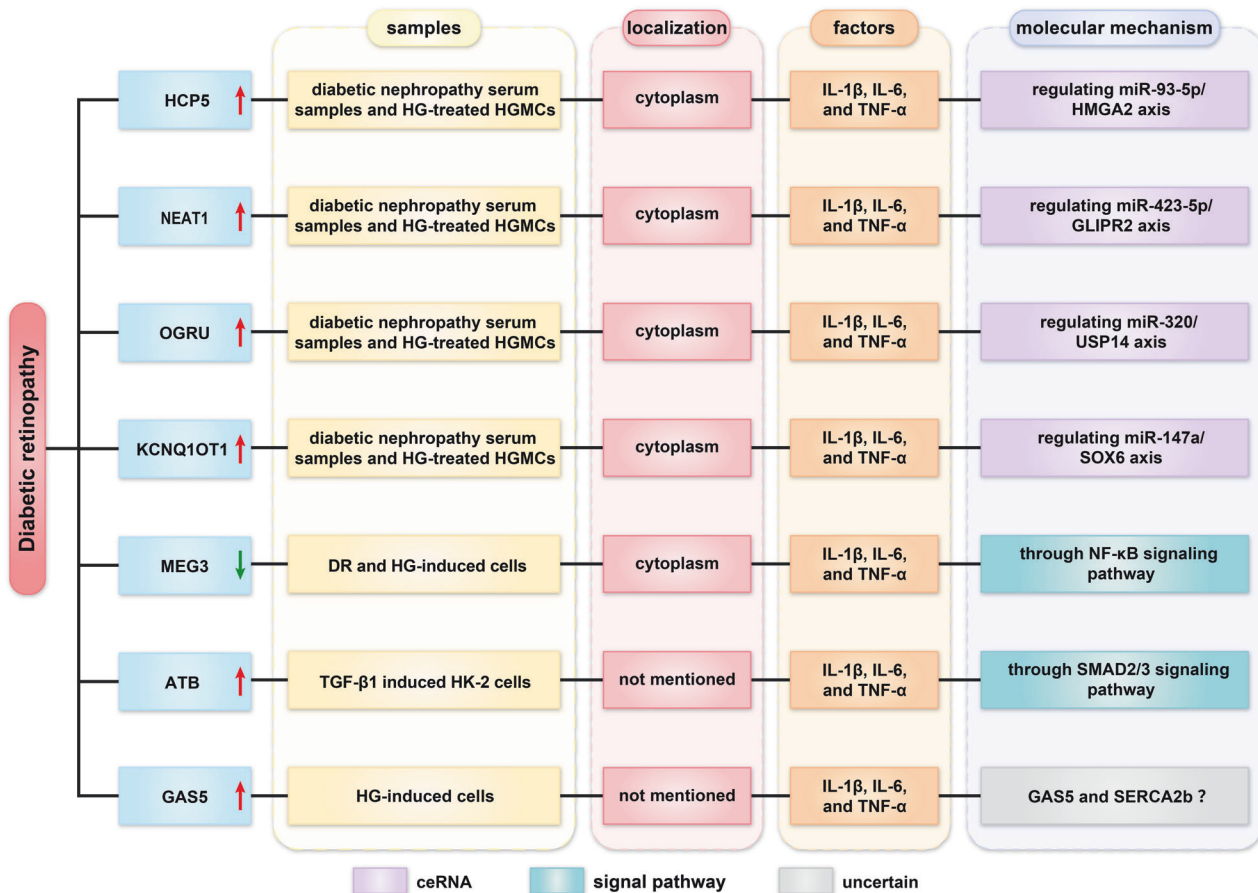 samples
localization
factors
molecular mechanism
Diabetic retinopathy
HCP5
diabetic nephropathy serum
samples and HG-treated HGMCs
cytoplasm
IL-1β, IL-6,
and TNF-α
regulating miR-93-5p/
HMGA2 axis
NEAT1
diabetic nephropathy serum
samples and HG-treated HGMCs
cytoplasm
IL-1β, IL-6,
and TNF-α
regulating miR-423-5p/
GLIPR2 axis
OGRU
diabetic nephropathy serum
samples and HG-treated HGMCs
cytoplasm
IL-1β, IL-6,
and TNF-α
regulating miR-320/
USP14 axis
KCNQ1OT1
diabetic nephropathy serum
samples and HG-treated HGMCs
cytoplasm
IL-1β, IL-6,
and TNF-α
regulating miR-147a/
SOX6 axis
MEG3
DR and HG-induced cells
cytoplasm
IL-1β, IL-6,
and TNF-α
through NF-κB signaling
pathway
ATB
TGF-β1 induced HK-2 cells
not mentioned
IL-1β, IL-6,
and TNF-α
through SMAD2/3 signaling
pathway
GAS5
HG-induced cells
not mentioned
IL-1β, IL-6,
and TNF-α
GAS5 and SERCA2b ?
ceRNA
signal pathway
uncertain